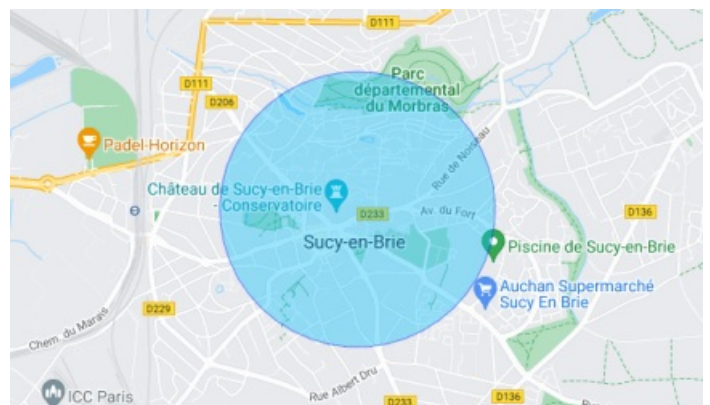 D111
Parc
départemental
du Morbras
D111
D206
Padel Horizon
Rue de Noiseau
Château de Sucy-en-Brie
- Conservatoire
D233
Av. du Fort
D136
Sucy-en-Brie
Piscine de Sucy-en-Brie
Auchan Supermarché
Sucy En Brie
D229
Chem. du Marais
Rue Albert Dru
ICC Paris
D233
D136